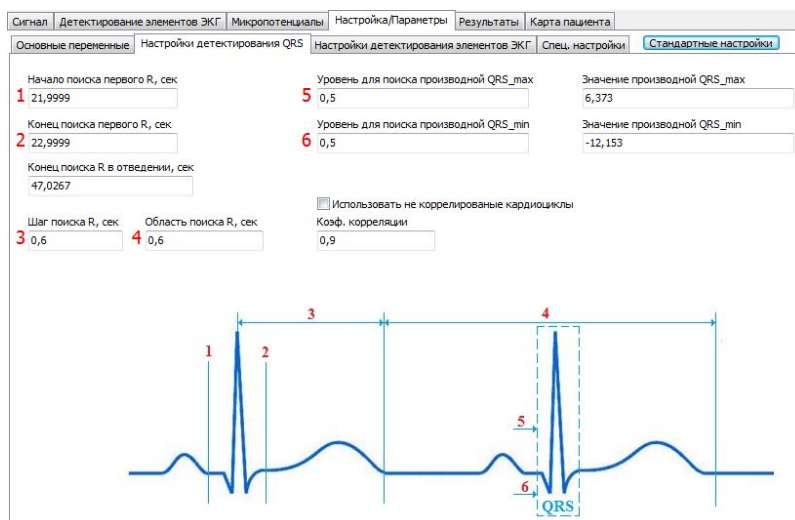 Сигнал Детектирование элементов ЭКГ Микропотенциалы Настройка/Параметры Результаты Карта пациента
Основные переменные Настройки детектирования QRS Настройки детектирования элементов ЭКГ Спец. настройки Стандартные настройки
Начало поиска первого R, сек Уровень для поиска производной QRS_max Значение производной QRS_max
1 21,9999 5 0,5 6,373
Конец поиска первого R, сек Уровень для поиска производной QRS_min Значение производной QRS_min
2 22,9999 6 0,5 -12,153
Конец поиска R в отведении, сек
47,0267
Использовать не коррелированые кардиоциклы
Шаг поиска R, сек Область поиска R, сек Коэф. корреляции
3 0,6 4 0,6 0,9
3 4
1 2
5
6
QRS